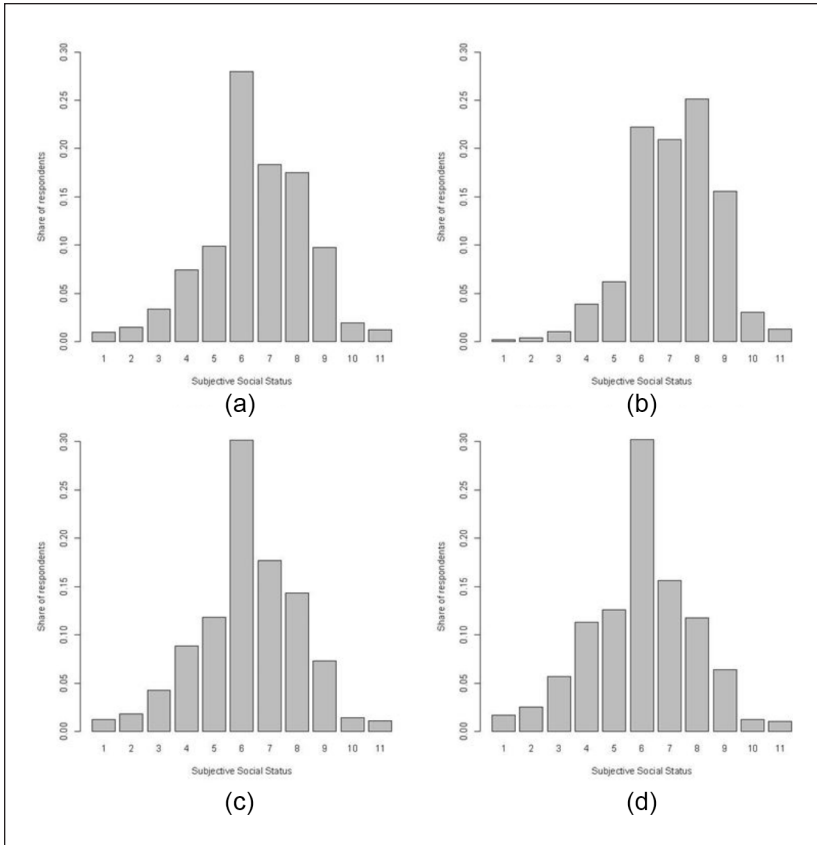 0.30
0.25
0.20
0.15
0.10
0.05
0.00
Share of respondents
1 2 3 4 5 6 7 8 9 10 11
Subjective Social Status
(a)
0.30
0.25
0.20
0.15
0.10
0.05
0.00
Share of respondents
1 2 3 4 5 6 7 8 9 10 11
Subjective Social Status
(b)
0.30
0.25
0.20
0.15
0.10
0.05
0.00
Share of respondents
1 2 3 4 5 6 7 8 9 10 11
Subjective Social Status
(c)
0.30
0.25
0.20
0.15
0.10
0.05
0.00
Share of respondents
1 2 3 4 5 6 7 8 9 10 11
Subjective Social Status
(d)